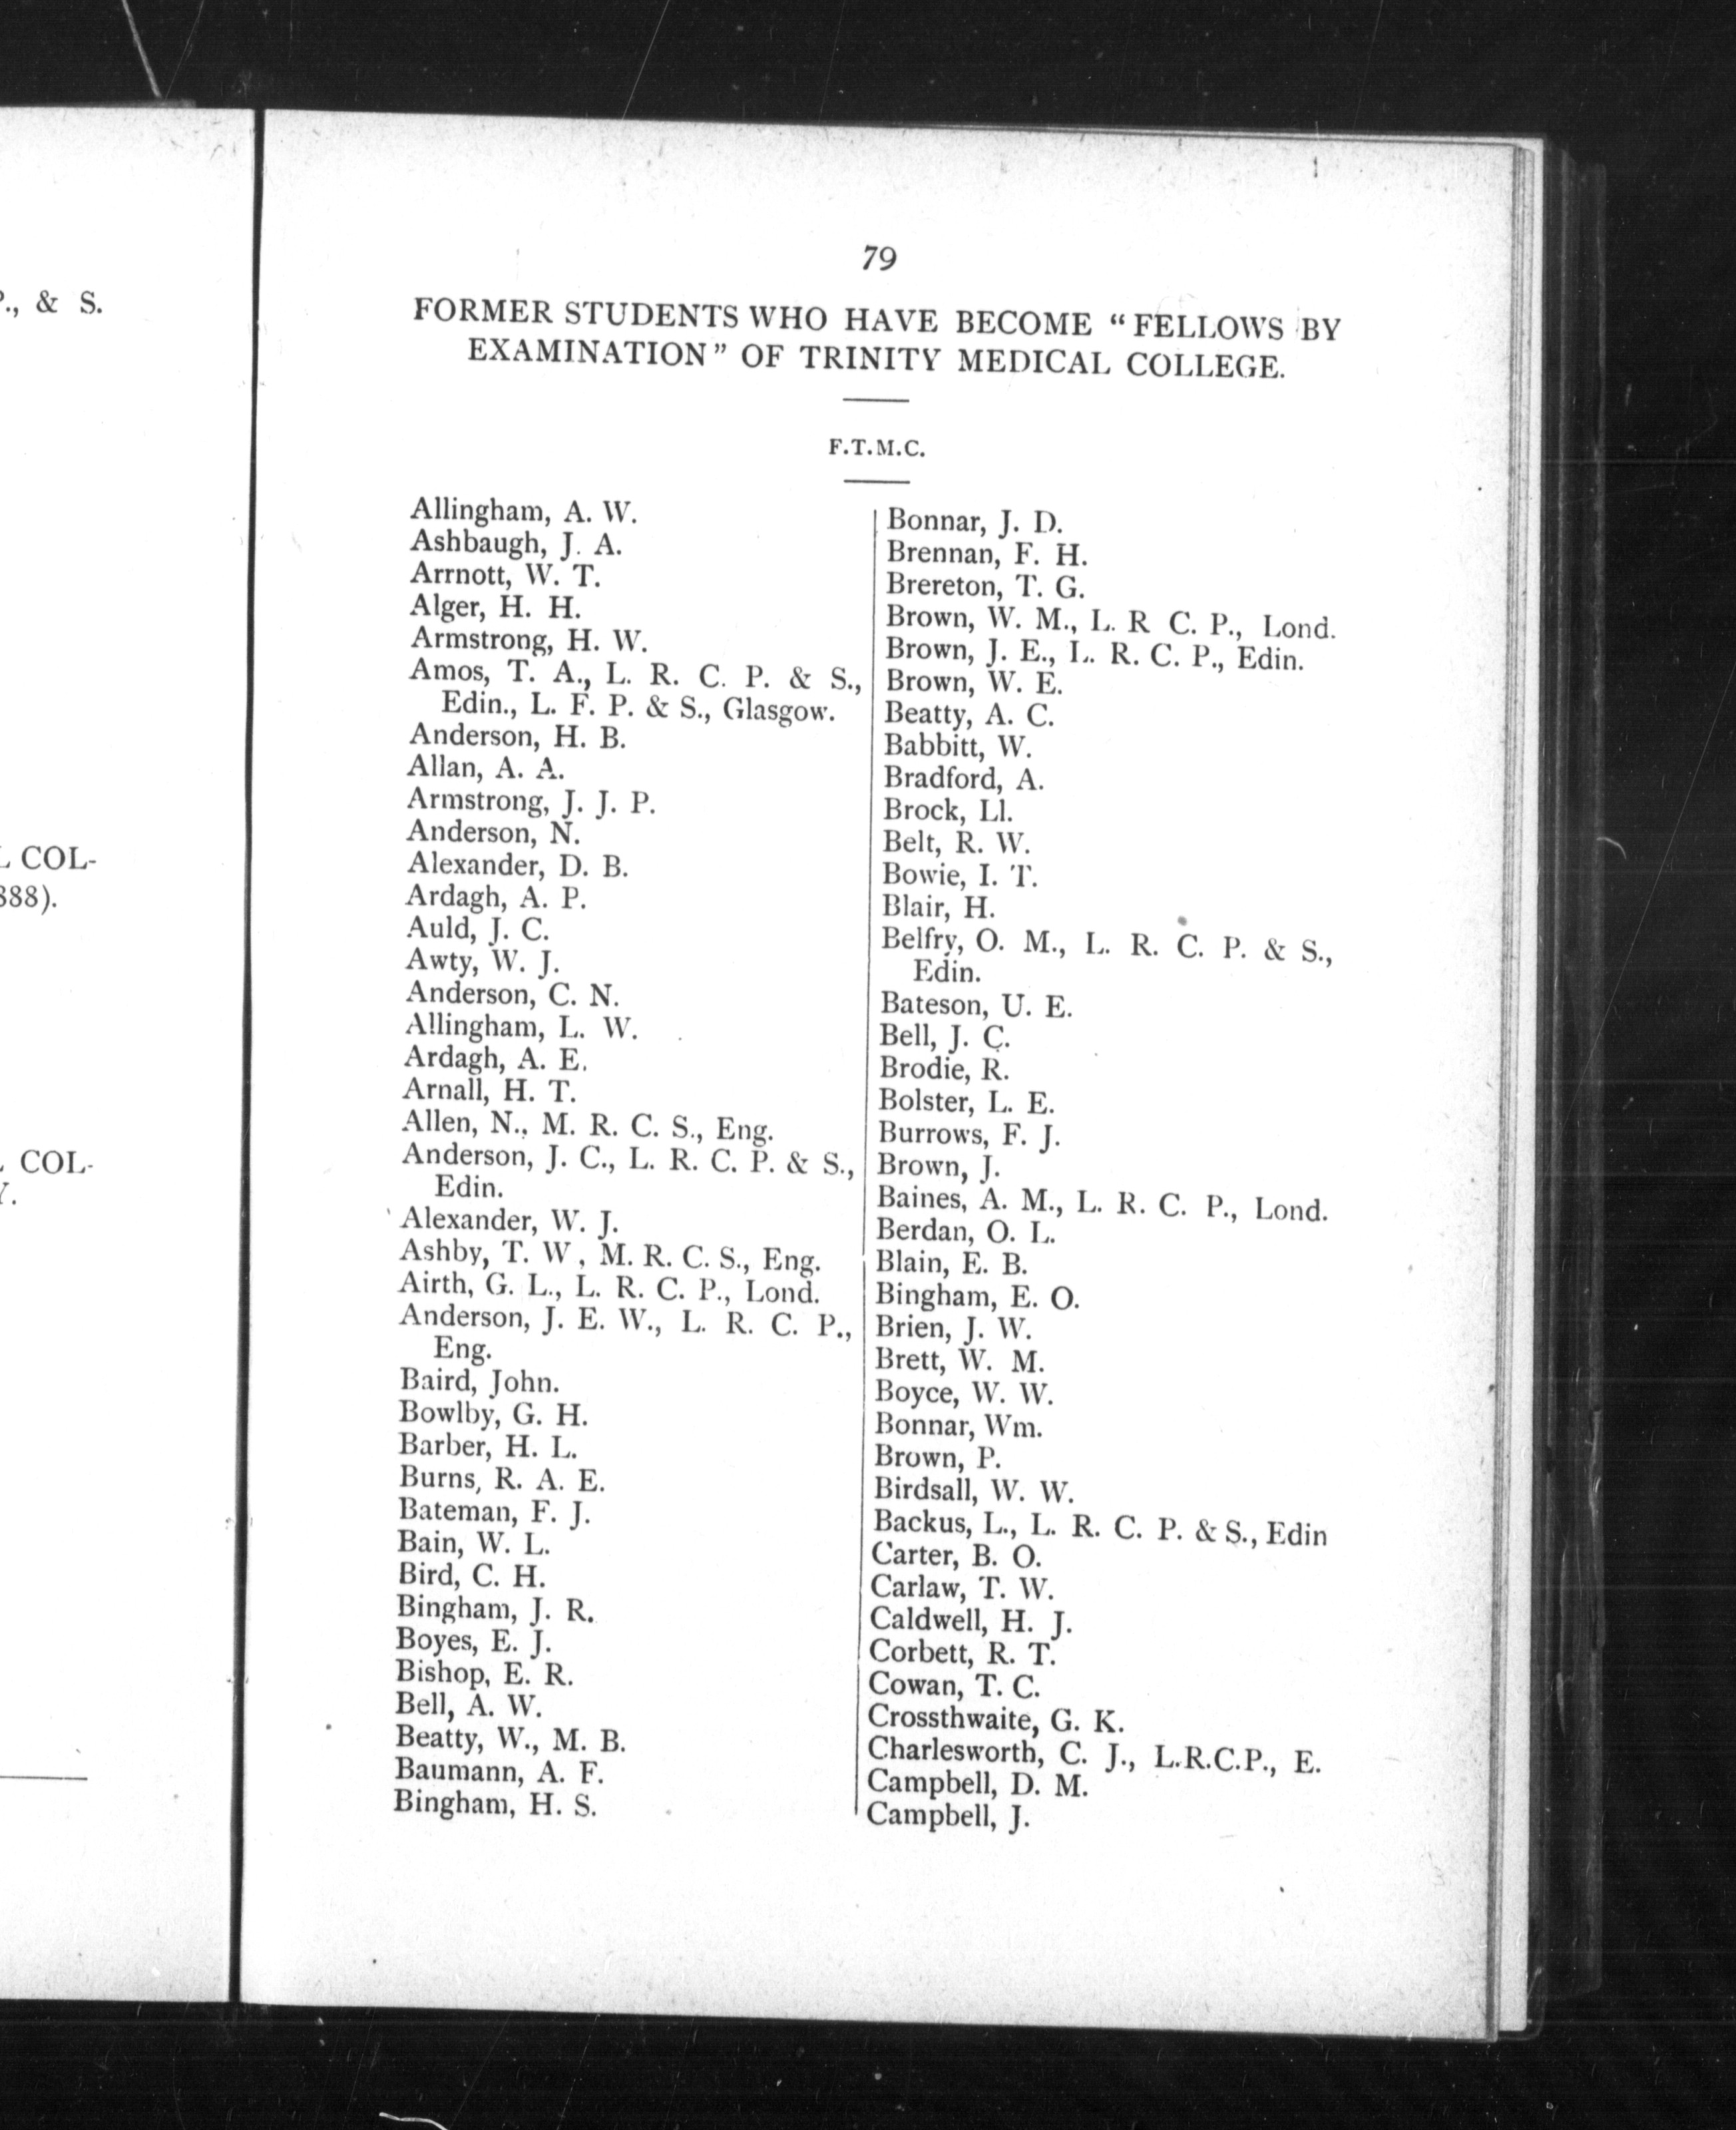 P., & S.
COL-
888).
COL-
79
FORMER STUDENTS WHO HAVE BECOME “FELLOWS BY
EXAMINATION” OF TRINITY MEDICAL COLLEGE.
F.T.M.C.
Allingham, A. W.
Ashbaugh, J. A.
Arrnott, W. T.
Alger, H. H.
Armstrong, H. W.
Amos, T. A., L. R. C. P. & S.,
Edin., L. F. P. & S., Glasgow.
Anderson, H. B.
Allan, A. A.
Armstrong, J. J. P.
Anderson, N.
Alexander, D. B.
Ardagh, A. P.
Auld, J. C.
Awty, W. J.
Anderson, C. N.
Allingham, L. W.
Ardagh, A. E.
Arnall, H. T.
Allen, N., M. R. C. S., Eng.
Anderson, J. C., L. R. C. P. & S.,
Edin.
Alexander, W. J.
Ashby, T. W , M. R. C. S., Eng.
Airth, G. L., L. R. C. P., Lond.
Anderson, J. E. W., L. R. C. P.,
Eng.
Baird, John.
Bowlby, G. H.
Barber, H. L.
Burns, R. A. E.
Bateman, F. J.
Bain, W. L.
Bird, C. H.
Bingham, J. R.
Boyes, E. J.
Bishop, E. R.
Bell, A. W.
Beatty, W., M. B.
Baumann, A. F.
Bingham, H. S.
Bonnar, J. D.
Brennan, F. H.
Brereton, T. G.
Brown, W. M., L. R C. P., Lond.
Brown, J. E., L. R. C. P., Edin.
Brown, W. E.
Beatty, A. C.
Babbitt, W.
Bradford, A.
Brock, Ll.
Belt, R. W.
Bowie, I. T.
Blair, H.
Belfry, O. M., L. R. C. P. & S.,
Edin.
Bateson, U. E.
Bell, J. C.
Brodie, R.
Bolster, L. E.
Burrows, F. J.
Brown, J.
Baines, A. M., L. R. C. P., Lond.
Berdan, O. L.
Blain, E. B.
Bingham, E. O.
Brien, J. W.
Brett, W. M.
Boyce, W. W.
Bonnar, Wm.
Brown, P.
Birdsall, W. W.
Backus, L., L. R. C. P. & S., Edin
Carter, B. O.
Carlaw, T. W.
Caldwell, H. J.
Corbett, R. T.
Cowan, T. C.
Crossthwaite, G. K.
Charlesworth, C. J., L.R.C.P., E.
Campbell, D. M.
Campbell, J.